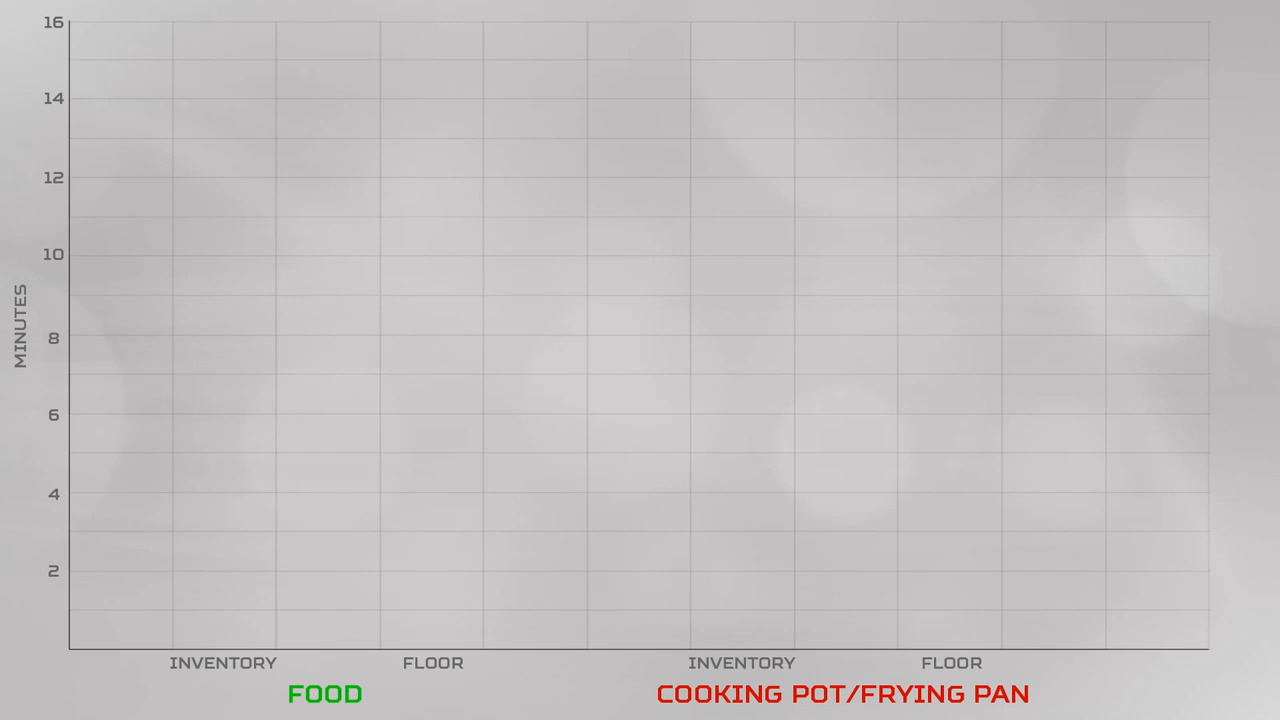 16
14
12
10
8
6
4
2
MINUTES
INVENTORY FLOOR INVENTORY FLOOR
FOOD COOKING POT/FRYING PAN